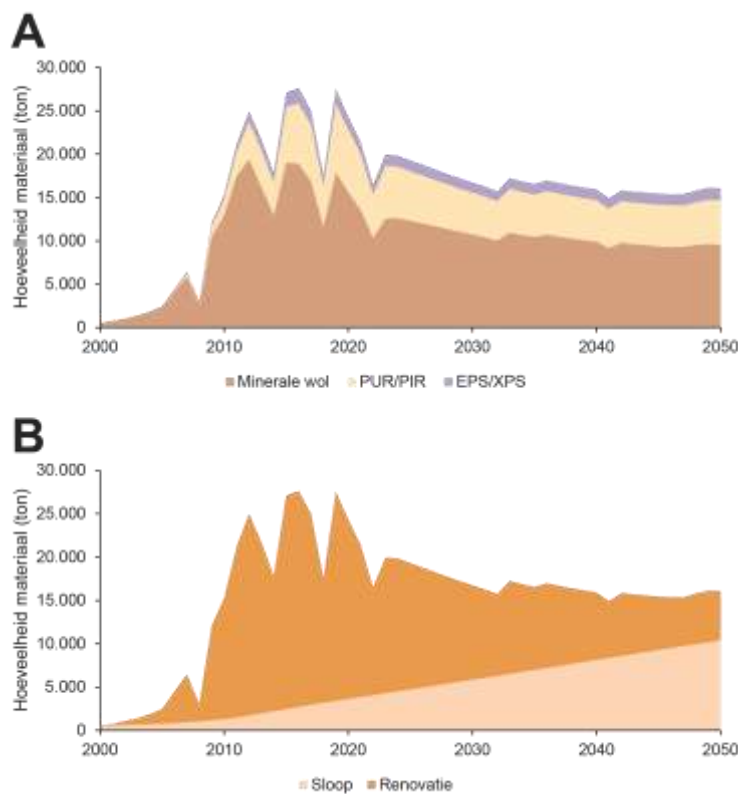 A
Hoeveelheid materiaal (ton)
30.000
25.000
20.000
15.000
10.000
5.000
0
2000 2010 2020 2030 2040 2050
Minerale wol PUR/PIR EPS/XPS
B
Hoeveelheid materiaal (ton)
30.000
25.000
20.000
15.000
10.000
5.000
0
2000 2010 2020 2030 2040 2050
Sloop Renovatie